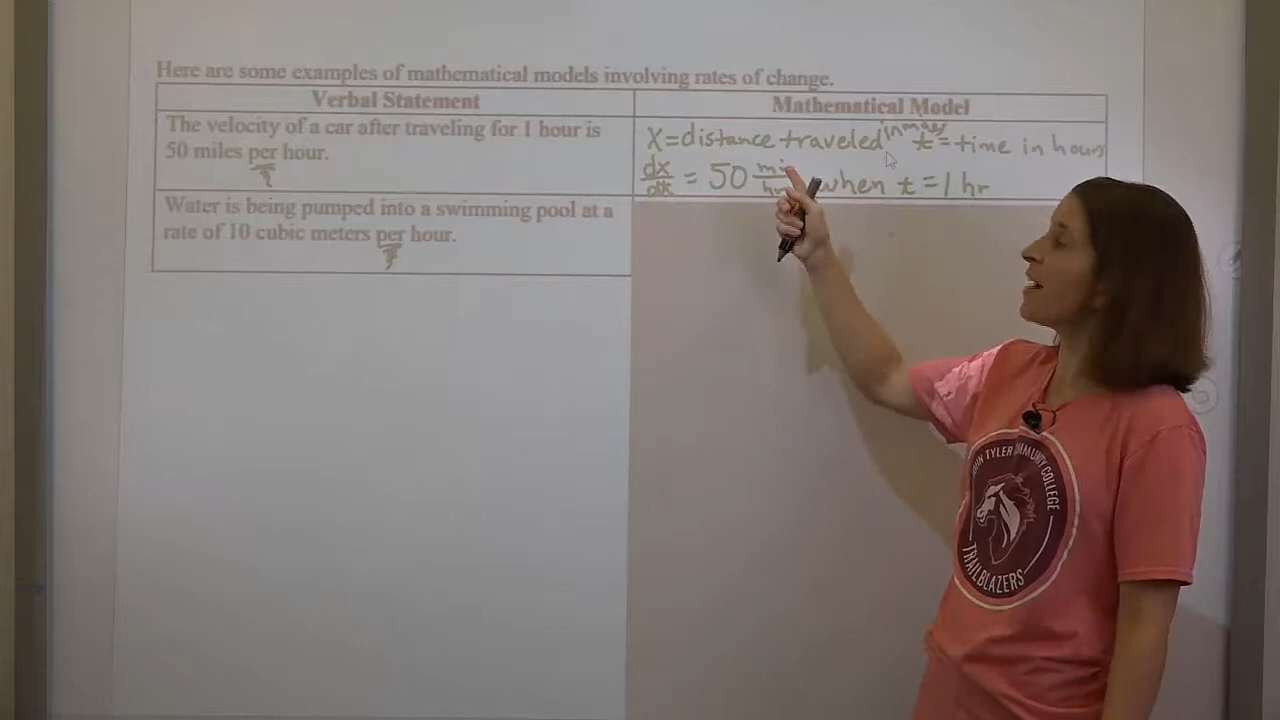 Here are some examples of mathematical models involving rates of change.
Verbal Statement
Mathematical Model
The velocity of a car after traveling for 1 hour is
50 miles per hour.
x=distance traveled in t=time in hours
dx/dt = 50 when t=1 hr
Water is being pumped into a swimming pool at a
rate of 10 cubic meters per hour.
JOHN TYLER COMMUNITY COLLEGE
TRAILBLAZERS